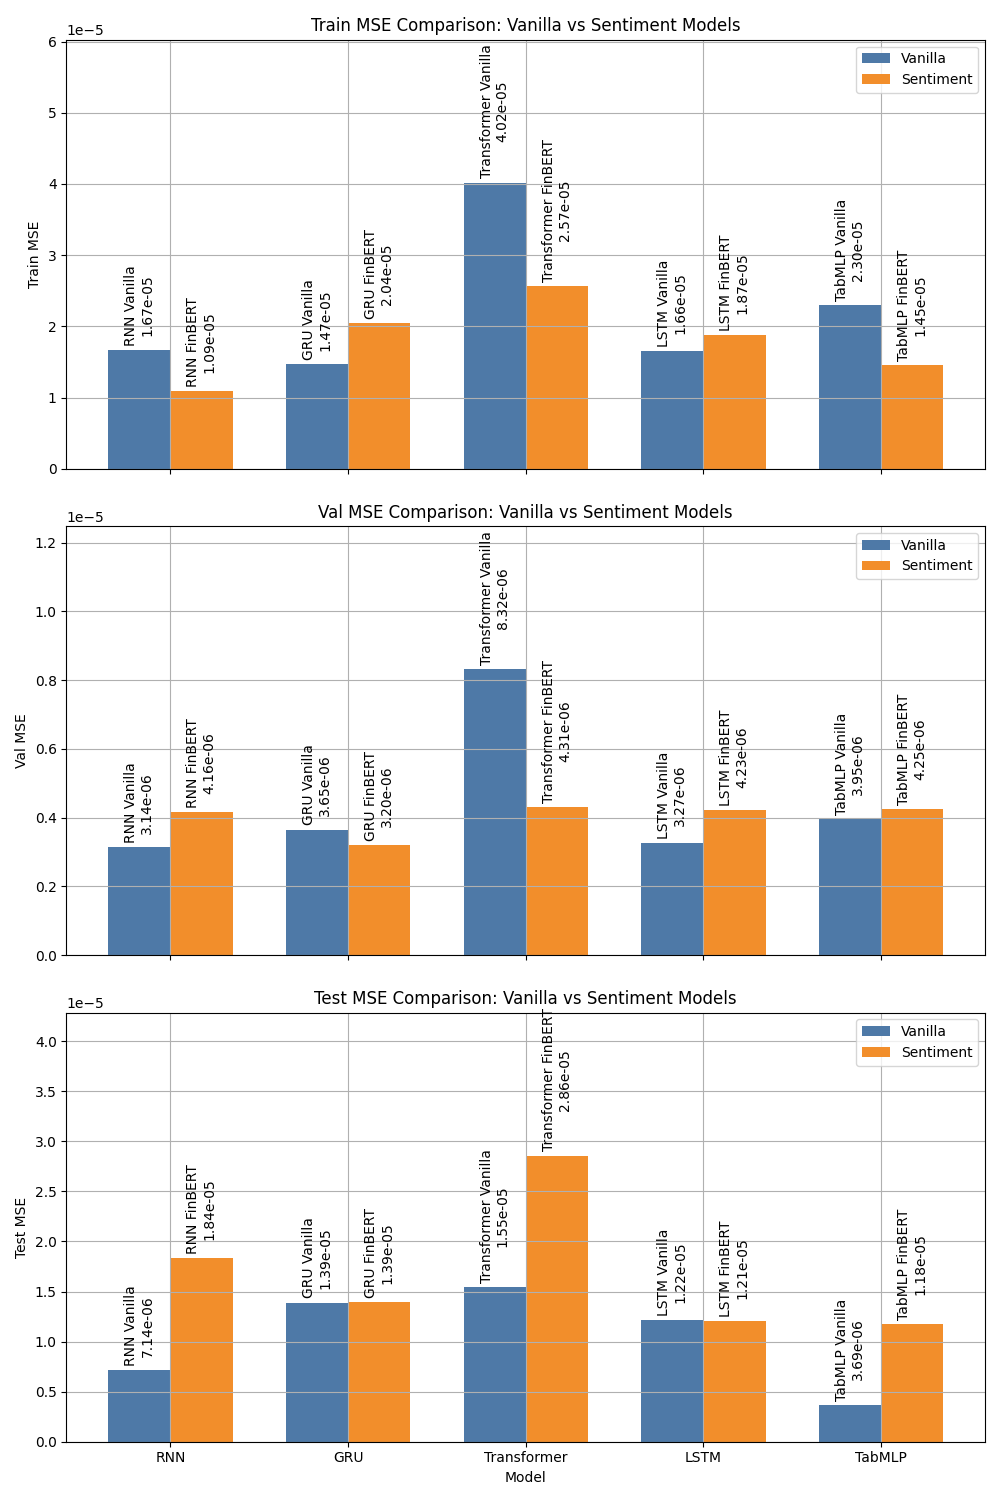 Train MSE Comparison: Vanilla vs Sentiment Models
1e−5
6
5
4
3
2
1
0
Train MSE
Vanilla
Sentiment
RNN Vanilla
1.67e-05
RNN FinBERT
1.09e-05
GRU Vanilla
1.47e-05
GRU FinBERT
2.04e-05
Transformer Vanilla
4.02e-05
Transformer FinBERT
2.57e-05
LSTM Vanilla
1.66e-05
LSTM FinBERT
1.87e-05
TabMLP Vanilla
2.30e-05
TabMLP FinBERT
1.45e-05
Val MSE Comparison: Vanilla vs Sentiment Models
1e−5
1.2
1.0
0.8
0.6
0.4
0.2
0.0
Val MSE
Vanilla
Sentiment
RNN Vanilla
3.14e-06
RNN FinBERT
4.16e-06
GRU Vanilla
3.65e-06
GRU FinBERT
3.20e-06
Transformer Vanilla
8.32e-06
Transformer FinBERT
4.31e-06
LSTM Vanilla
3.27e-06
LSTM FinBERT
4.23e-06
TabMLP Vanilla
3.95e-06
TabMLP FinBERT
4.25e-06
Test MSE Comparison: Vanilla vs Sentiment Models
1e−5
4.0
3.5
3.0
2.5
2.0
1.5
1.0
0.5
0.0
Test MSE
Vanilla
Sentiment
RNN Vanilla
7.14e-06
RNN FinBERT
1.84e-05
GRU Vanilla
1.39e-05
GRU FinBERT
1.39e-05
Transformer Vanilla
1.55e-05
Transformer FinBERT
2.86e-05
LSTM Vanilla
1.22e-05
LSTM FinBERT
1.21e-05
TabMLP Vanilla
3.69e-06
TabMLP FinBERT
1.18e-05
RNN
GRU
Transformer
LSTM
TabMLP
Model